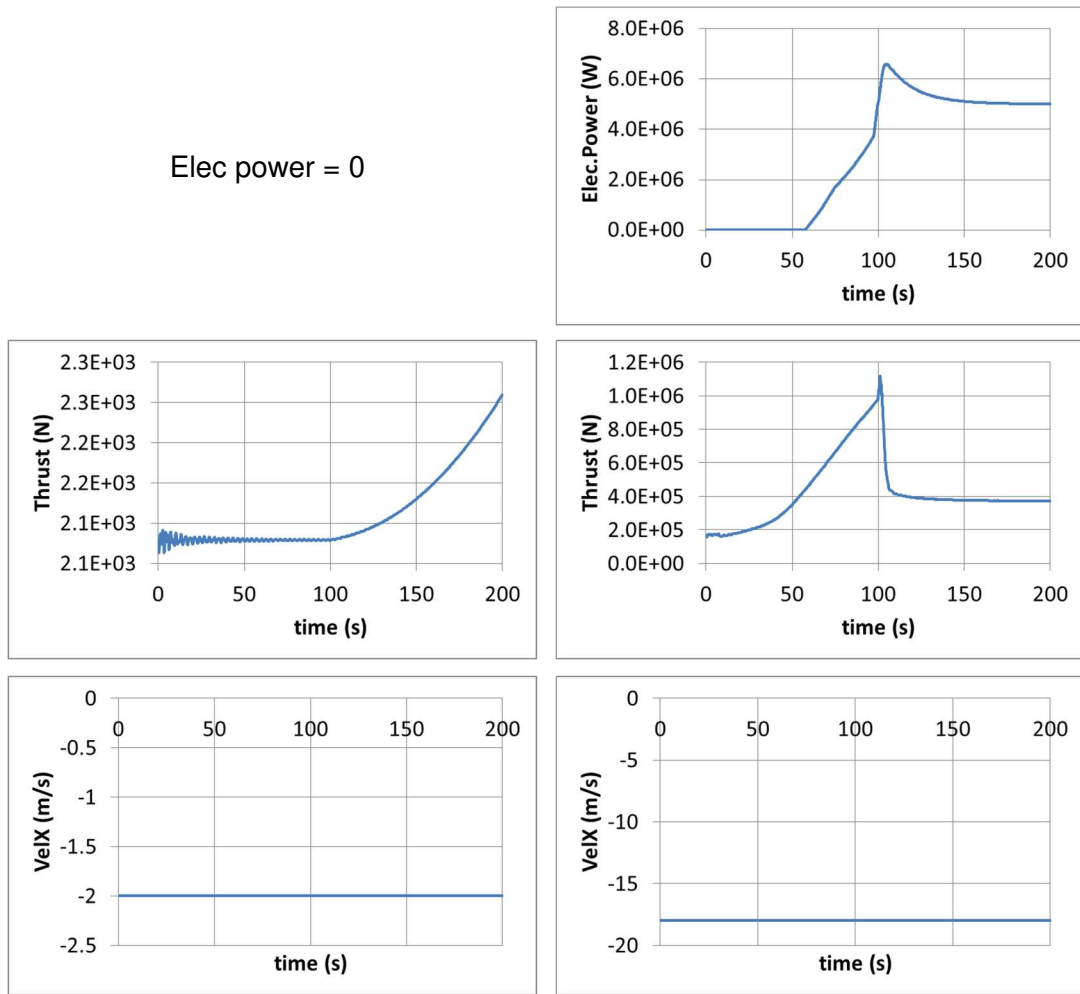 Elec power = 0
8.0E+06
6.0E+06
4.0E+06
2.0E+06
0.0E+00
Elec.Power (W)
0 50 100 150 200
time (s)
2.3E+03
2.3E+03
2.2E+03
2.2E+03
2.1E+03
2.1E+03
Thrust (N)
0 50 100 150 200
time (s)
1.2E+06
1.0E+06
8.0E+05
6.0E+05
4.0E+05
2.0E+05
0.0E+00
Thrust (N)
0 50 100 150 200
time (s)
0
0 50 100 150 200
-0.5
-1
-1.5
-2
-2.5
VelX (m/s)
time (s)
0
0 50 100 150 200
-5
-10
-15
-20
VelX (m/s)
time (s)